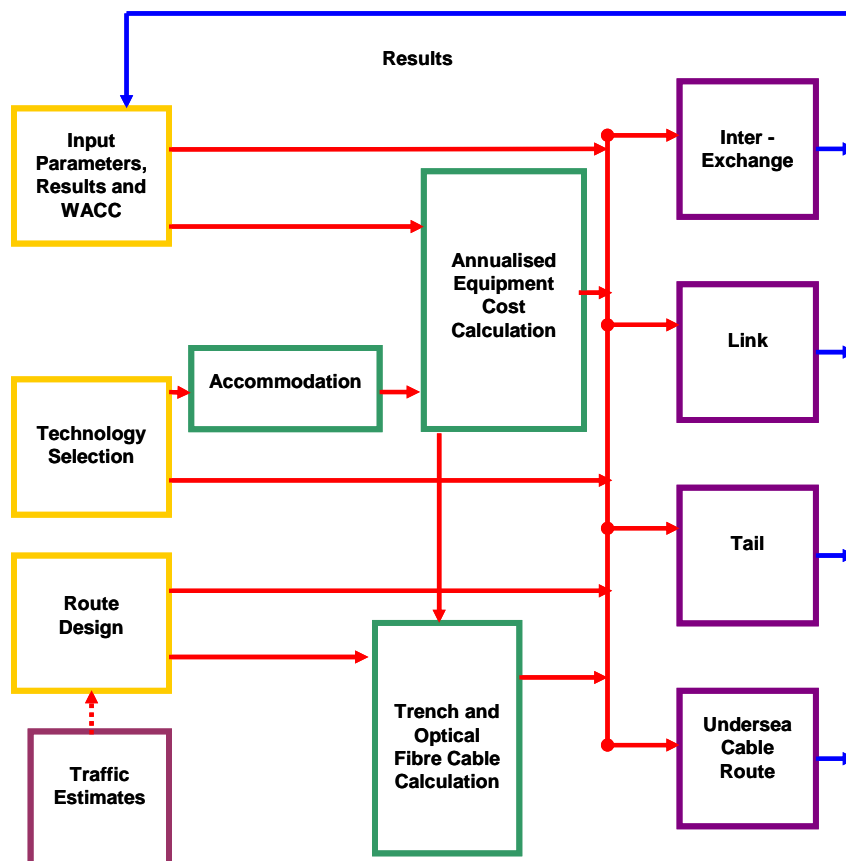 Results
Input
Parameters,
Results and
WACC
Inter -
Exchange
Annualised
Equipment
Cost
Calculation
Link
Accommodation
Technology
Selection
Tail
Route
Design
Trench and
Optical
Fibre Cable
Calculation
Undersea
Cable
Route
Traffic
Estimates